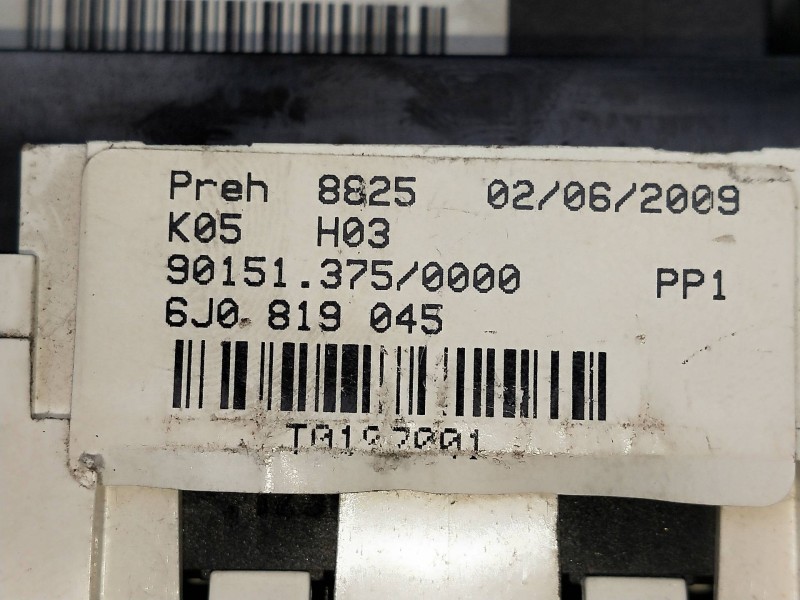 Preh 8825 02/06/2009
K05 H03
90151.375/0000 PP1
6J0 819 045